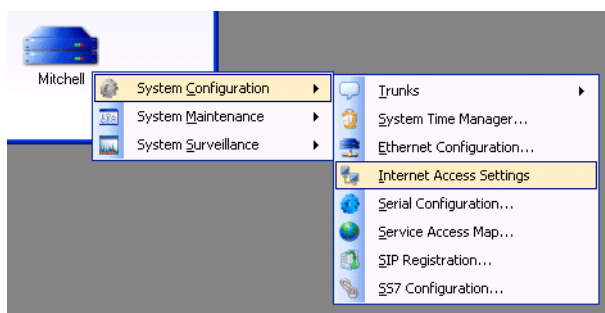 Mitchell
System Configuration
System Maintenance
System Surveillance
Trunks
System Time Manager...
Ethernet Configuration...
Internet Access Settings
Serial Configuration...
Service Access Map...
SIP Registration...
SS7 Configuration...